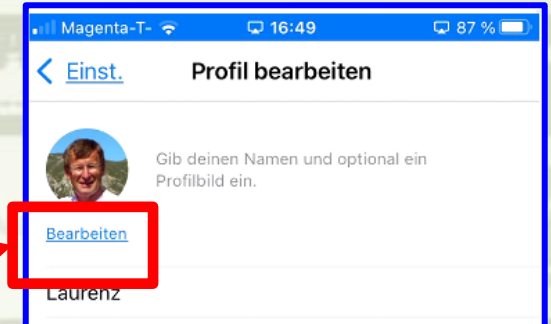 Magenta-T- 16:49 87 %
Einst. Profil bearbeiten
Gib deinen Namen und optional ein
Profilbild ein.
Bearbeiten
Laurenz